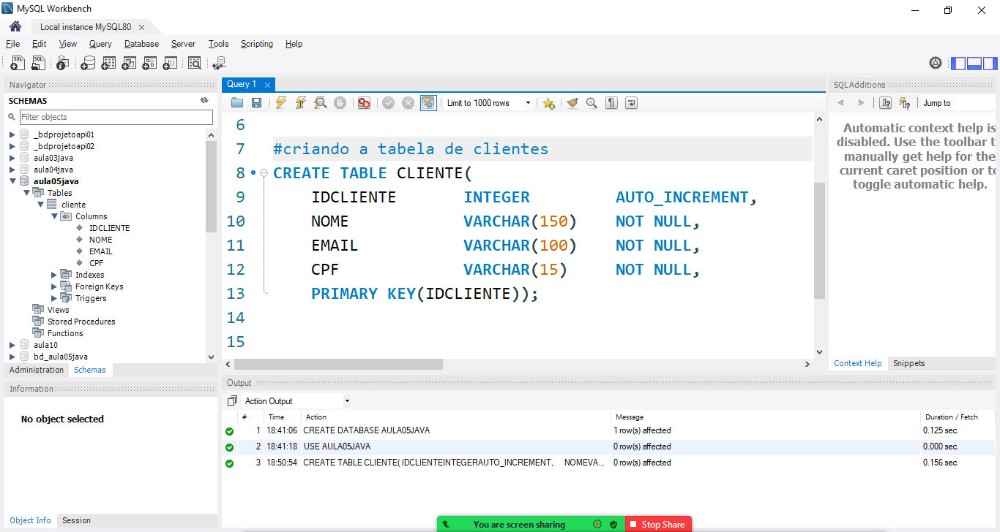 MySQL Workbench
Local instance MySQL80
File Edit View Query Database Server Tools Scripting Help
Navigator
SCHEMAS
Filter objects
_bdprojetoapi01
_bdprojetoapi02
aula03java
aula04java
aula05java
Tables
cliente
Columns
IDCLIENTE
NOME
EMAIL
CPF
Indexes
Foreign Keys
Triggers
Views
Stored Procedures
Functions
aula10
bd_aula05java
Administration Schemas
Information
No object selected
Object Info Session
Query 1
Limit to 1000 rows
6
7 #criando a tabela de clientes
8 CREATE TABLE CLIENTE(
9 IDCLIENTE INTEGER AUTO_INCREMENT,
10 NOME VARCHAR(150) NOT NULL,
11 EMAIL VARCHAR(100) NOT NULL,
12 CPF VARCHAR(15) NOT NULL,
13 PRIMARY KEY(IDCLIENTE));
14
15
SQLAdditions
Jump to
Automatic context help is
disabled. Use the toolbar t
manually get help for the
current caret position or to
toggle automatic help.
Context Help Snippets
Output
Action Output
# Time Action Message Duration / Fetch
1 18:41:06 CREATE DATABASE AULA05JAVA 1 row(s) affected 0.125 sec
2 18:41:18 USE AULA05JAVA 0 row(s) affected 0.000 sec
3 18:50:54 CREATE TABLE CLIENTE( IDCLIENTEINTEGERAUTO_INCREMENT, NOMEVA... 0 row(s) affected 0.156 sec
You are screen sharing Stop Share